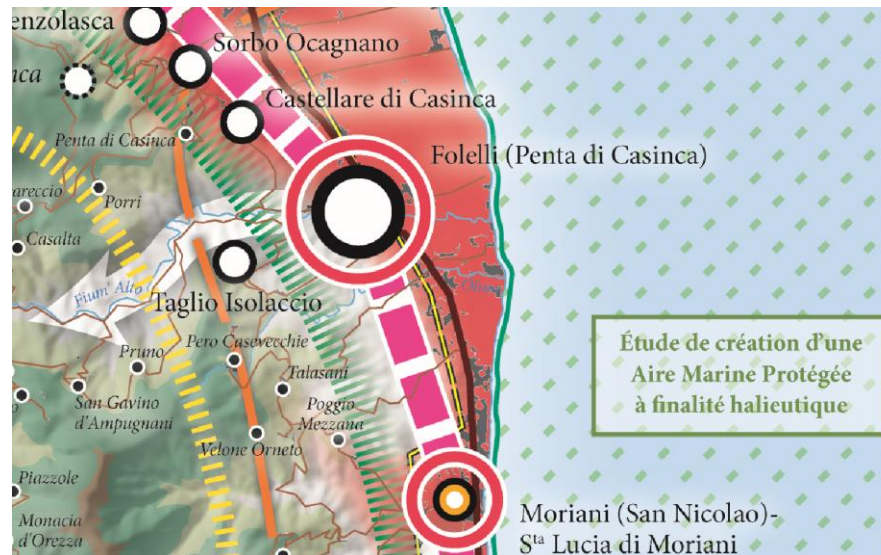 enzolasca
Sorbo Ocagnano
nca
Castellare di Casinca
Penta di Casinca
Folelli (Penta di Casinca)
areccio
Porri
Casalta
Fium' Alto
Taglio Isolaccio
Pruno
Pero Casevecchie
Talasani
San Gavino
d'Ampugnani
Poggio
Mezzana
Velone Orneto
Étude de création d'une
Aire Marine Protégée
à finalité halieutique
Piazzole
Monacia
d'Orezza
Moriani (San Nicolao)-
Sta Lucia di Moriani